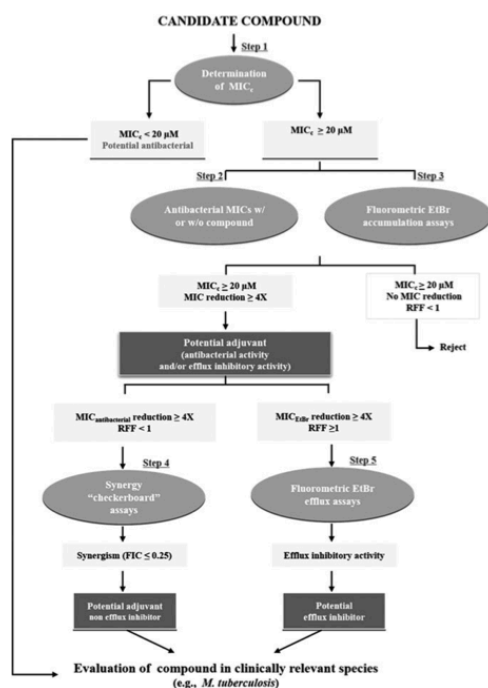 CANDIDATE COMPOUND
Step 1
Determination
of MICc
MICc < 20 µM
Potential antibacterial
MICc ≥ 20 µM
Step 2
Step 3
Antibacterial MICs w/
or w/o compound
Fluorometric EtBr
accumulation assays
MICc ≥ 20 µM
MIC reduction ≥ 4X
MICc ≥ 20 µM
No MIC reduction
RFF < 1
Reject
Potential adjuvant
(antibacterial activity
and/or efflux inhibitory activity)
MICantibacterial reduction ≥ 4X
RFF < 1
MICEtBr reduction ≥ 4X
RFF ≥1
Step 4
Step 5
Synergy
"checkerboard"
assays
Fluorometric EtBr
efflux assays
Synergism (FIC ≤ 0.25)
Efflux inhibitory activity
Potential adjuvant
non efflux inhibitor
Potential
efflux inhibitor
Evaluation of compound in clinically relevant species
(e.g., M. tuberculosis)